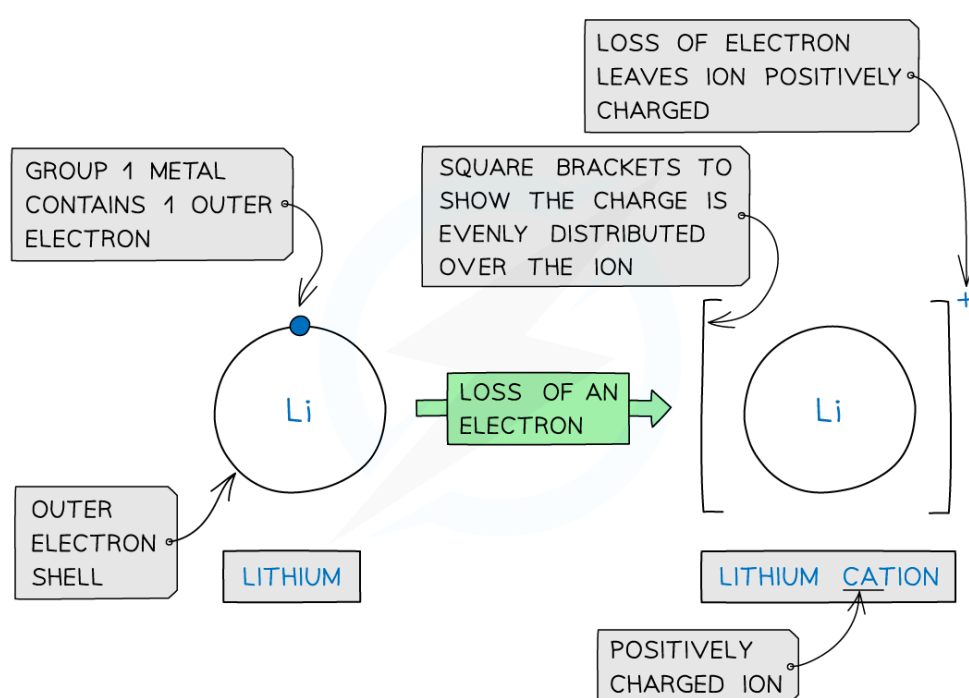 LOSS OF ELECTRON
LEAVES ION POSITIVELY
CHARGED
GROUP 1 METAL
CONTAINS 1 OUTER
ELECTRON
SQUARE BRACKETS TO
SHOW THE CHARGE IS
EVENLY DISTRIBUTED
OVER THE ION
+
Li
LOSS OF AN
ELECTRON
Li
OUTER
ELECTRON
SHELL
LITHIUM
LITHIUM CATION
POSITIVELY
CHARGED ION